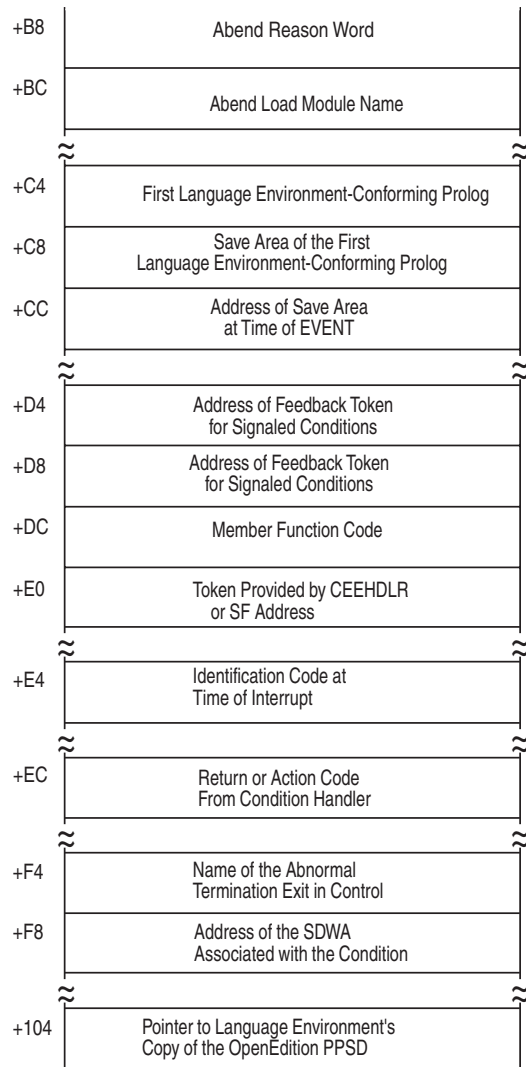 +B8 Abend Reason Word
+BC Abend Load Module Name
+C4 First Language Environment-Conforming Prolog
+C8 Save Area of the First
Language Environment-Conforming Prolog
+CC Address of Save Area
at Time of EVENT
+D4 Address of Feedback Token
for Signaled Conditions
+D8 Address of Feedback Token
for Signaled Conditions
+DC Member Function Code
+E0 Token Provided by CEEHDLR
or SF Address
+E4 Identification Code at
Time of Interrupt
+EC Return or Action Code
From Condition Handler
+F4 Name of the Abnormal
Termination Exit in Control
+F8 Address of the SDWA
Associated with the Condition
+104 Pointer to Language Environment's
Copy of the OpenEdition PPSD